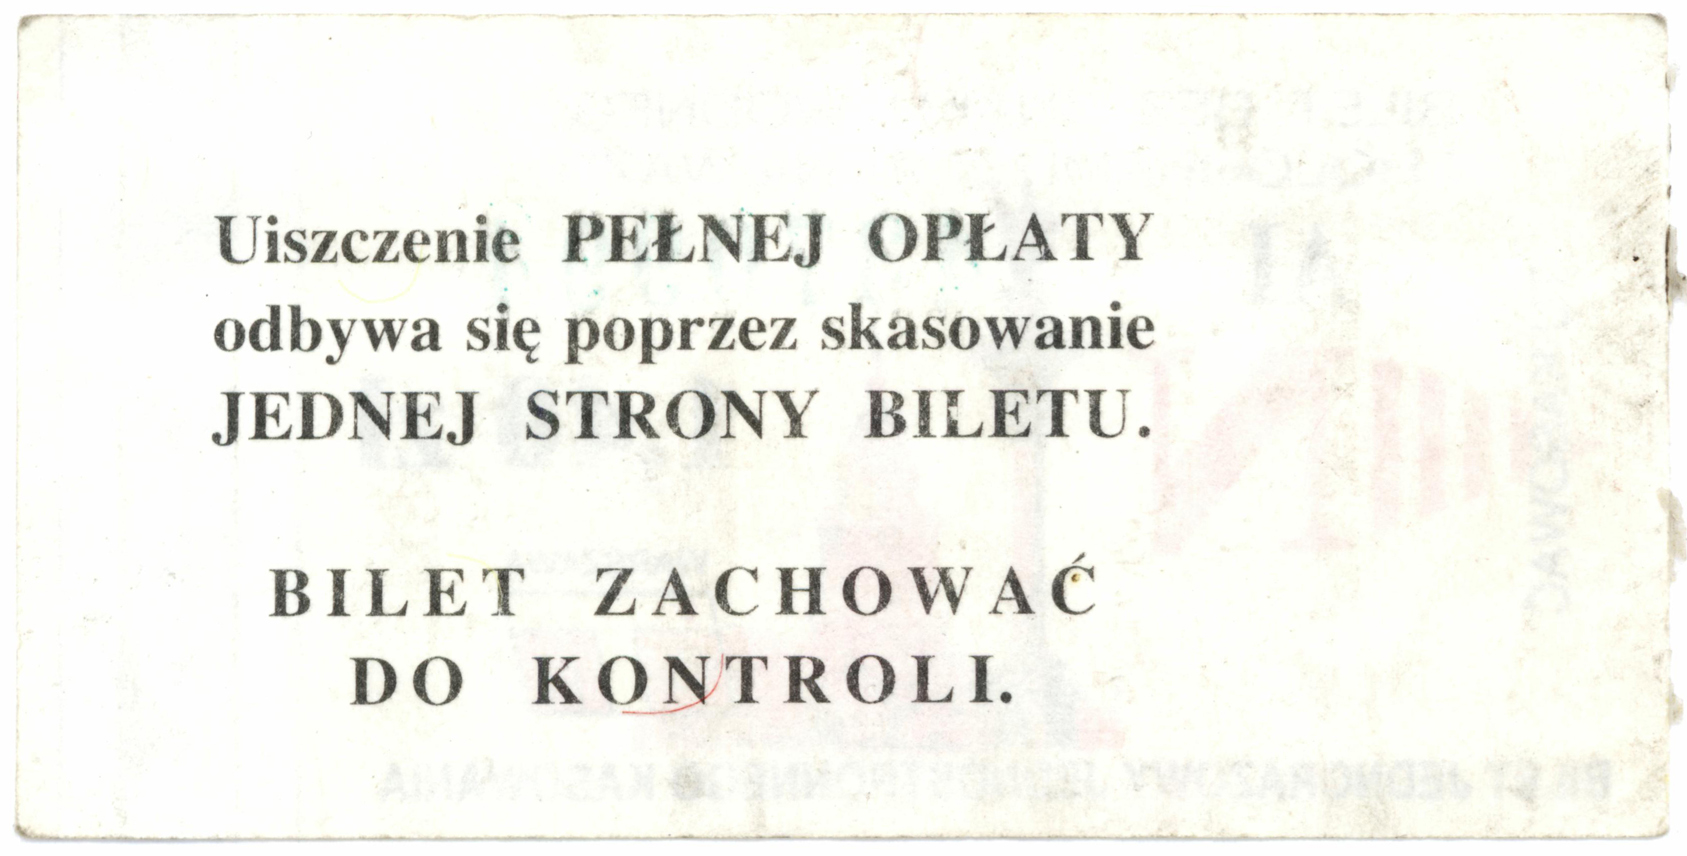 Uiszczenie PEŁNEJ OPŁATY
odbywa się poprzez skasowanie
JEDNEJ STRONY BILETU.
BILET ZACHOWAĆ
DO KONTROLI.